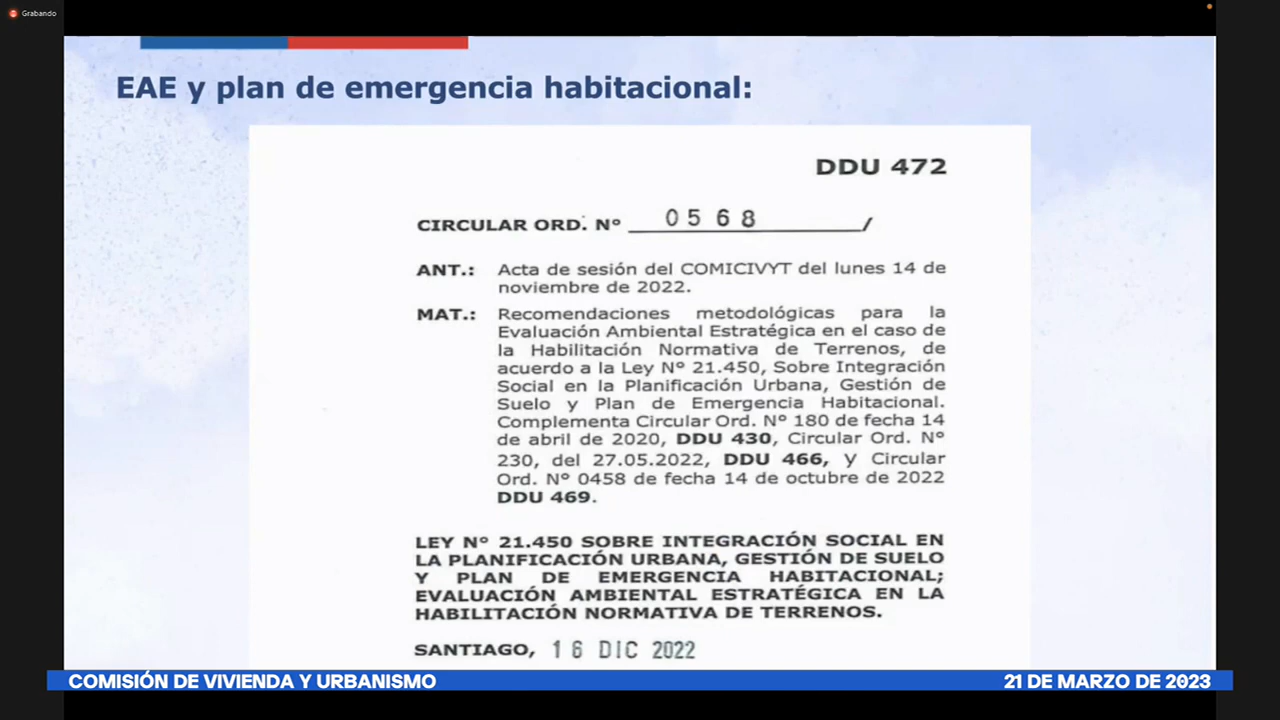 Grabando
EAE y plan de emergencia habitacional:
DDU 472
CIRCULAR ORD. Nº 0568 /
ANT.: Acta de sesión del COMICIVYT del lunes 14 de
noviembre de 2022.
MAT.: Recomendaciones metodológicas para la
Evaluación Ambiental Estratégica en el caso de
la Habilitación Normativa de Terrenos, de
acuerdo a la Ley Nº 21.450, Sobre Integración
Social en la Planificación Urbana, Gestión de
Suelo y Plan de Emergencia Habitacional.
Complementa Circular Ord. Nº 180 de fecha 14
de abril de 2020, DDU 430, Circular Ord. Nº
230, del 27.05.2022, DDU 466, y Circular
Ord. Nº 0458 de fecha 14 de octubre de 2022
DDU 469.
LEY Nº 21.450 SOBRE INTEGRACIÓN SOCIAL EN
LA PLANIFICACIÓN URBANA, GESTIÓN DE SUELO
Y PLAN DE EMERGENCIA HABITACIONAL;
EVALUACIÓN AMBIENTAL ESTRATÉGICA EN LA
HABILITACIÓN NORMATIVA DE TERRENOS.
SANTIAGO, 16 DIC 2022
COMISIÓN DE VIVIENDA Y URBANISMO
21 DE MARZO DE 2023